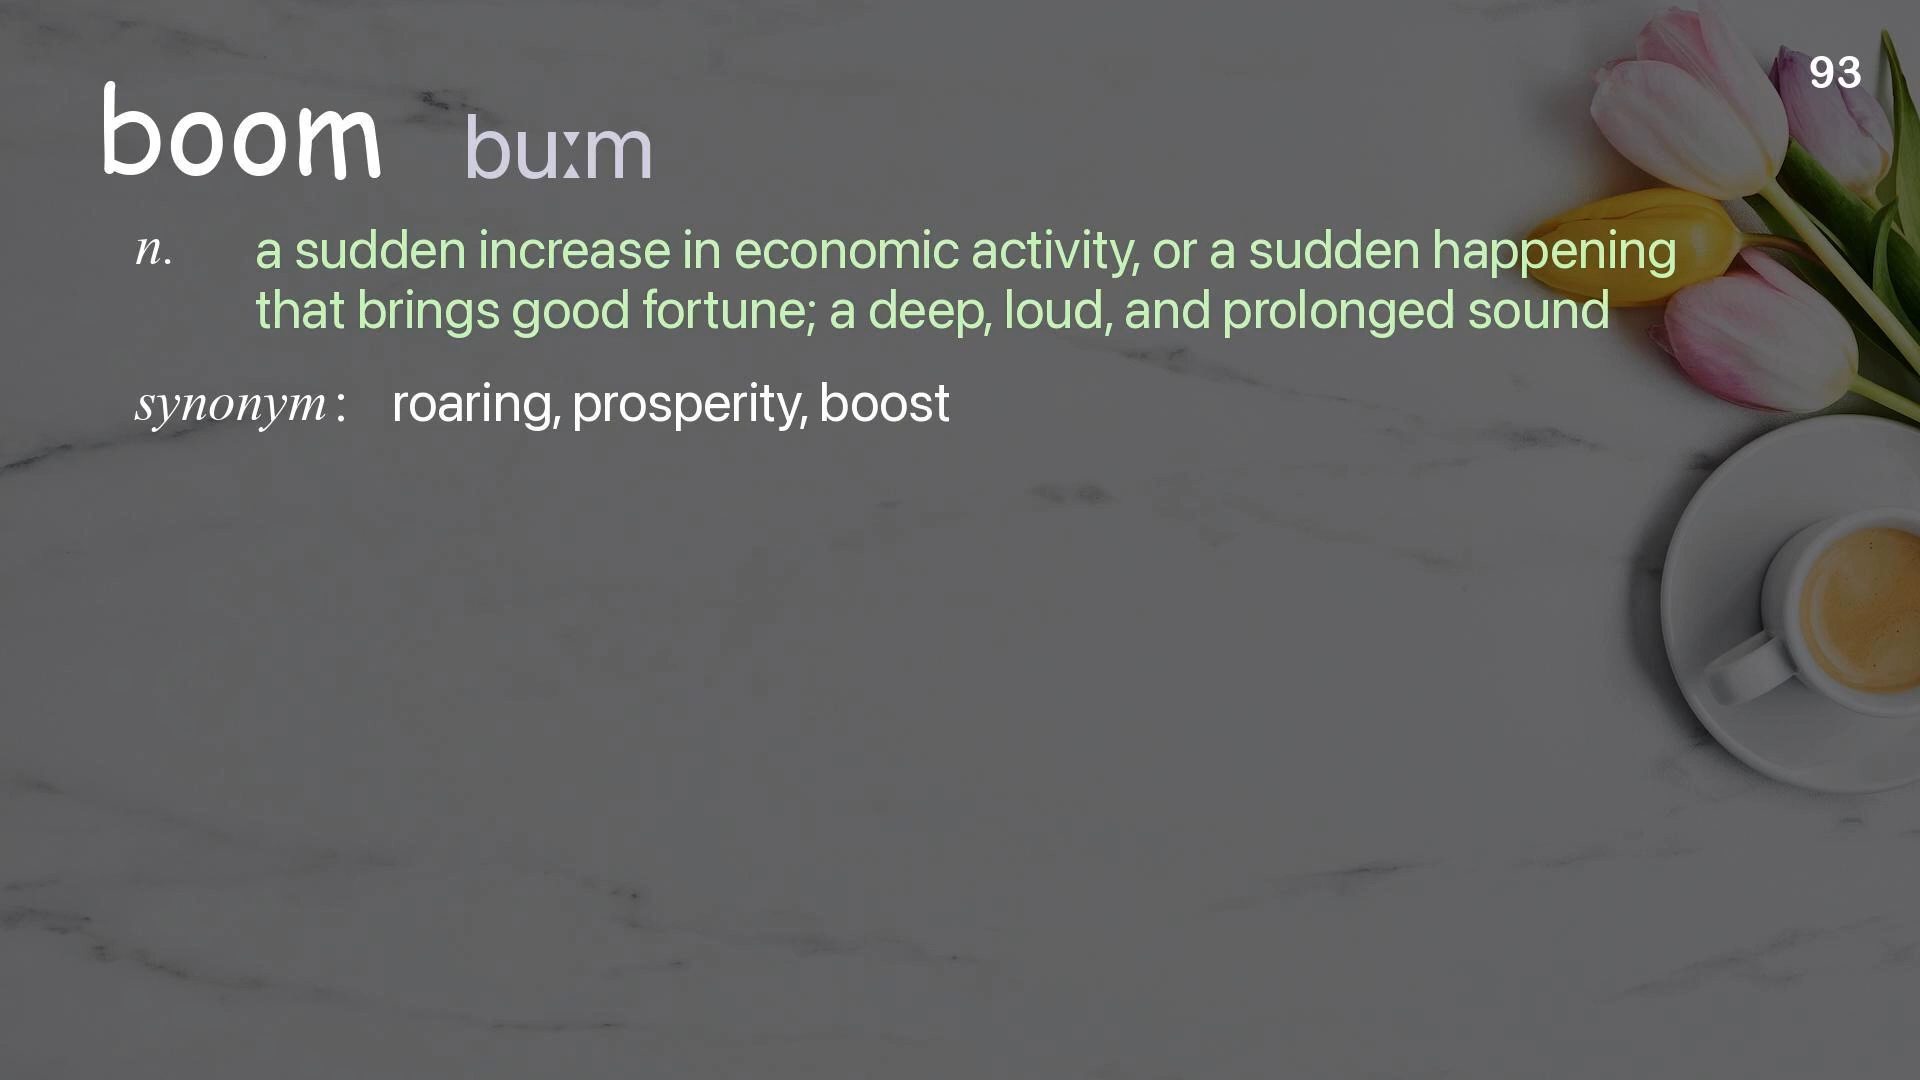 93
boom buːm
n. a sudden increase in economic activity, or a sudden happening
that brings good fortune; a deep, loud, and prolonged sound
synonym : roaring, prosperity, boost